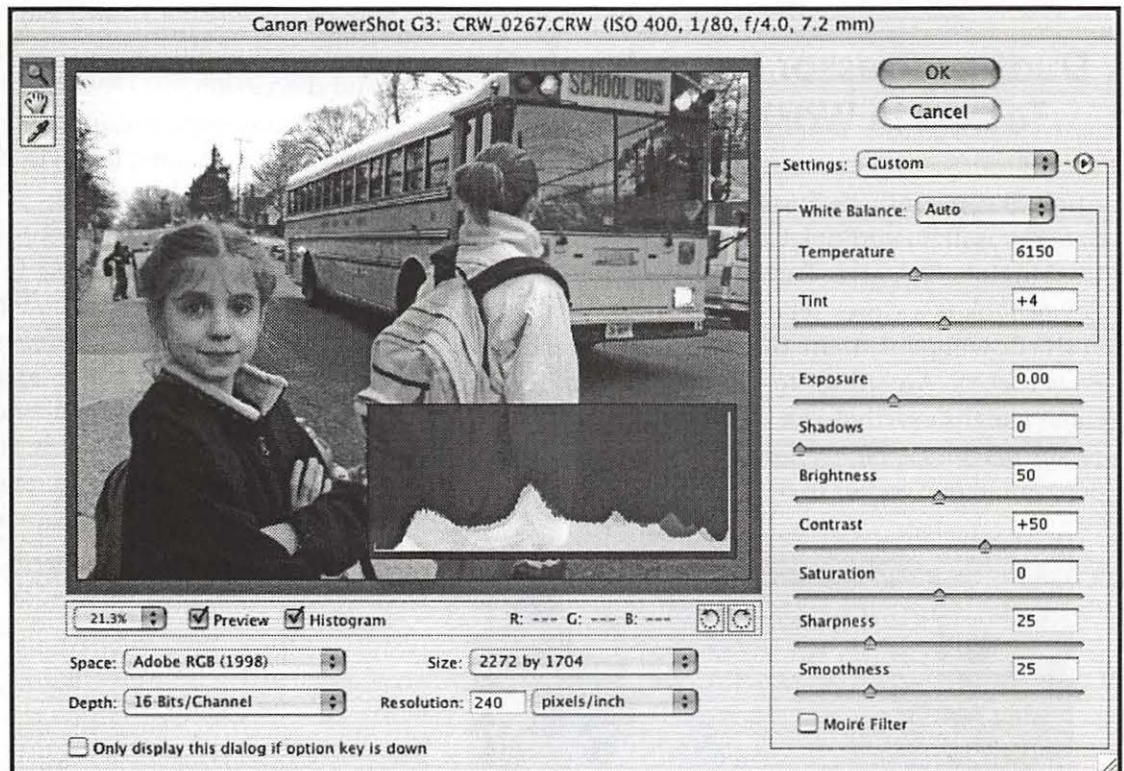 Canon PowerShot G3: CRW_0267.CRW (ISO 400, 1/80, f/4.0, 7.2 mm)
SCHOOL BUS
OK
Cancel
Settings: Custom
White Balance: Auto
Temperature 6150
Tint +4
Exposure 0.00
Shadows 0
Brightness 50
Contrast +50
Saturation 0
Sharpness 25
Smoothness 25
Moiré Filter
21.3% Preview Histogram R: --- G: --- B: ---
Space: Adobe RGB (1998) Size: 2272 by 1704
Depth: 16 Bits/Channel Resolution: 240 pixels/inch
Only display this dialog if option key is down